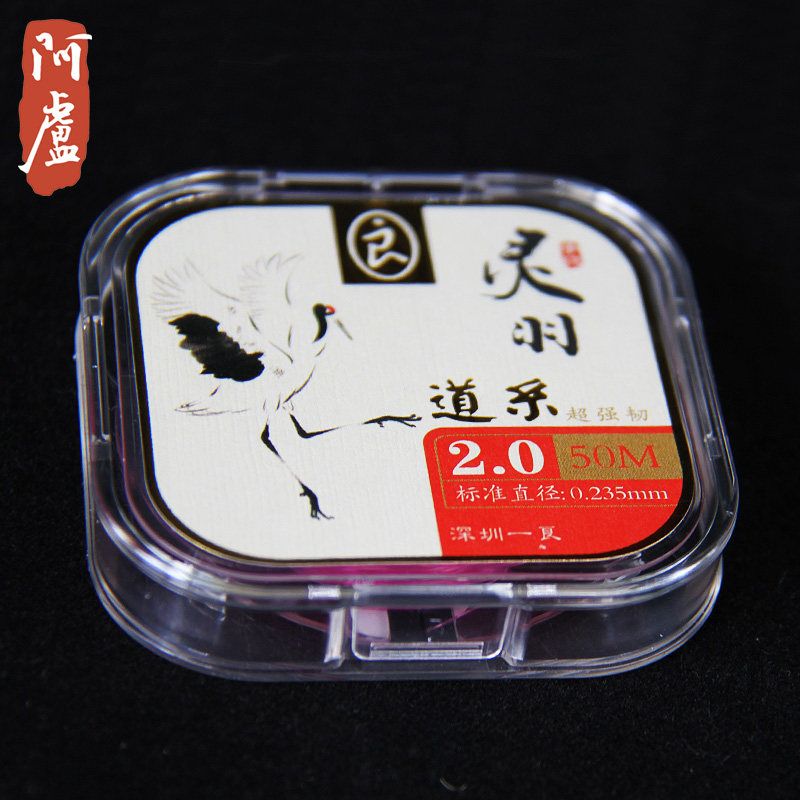 阿盧
良
灵羽
道系 超强韧
2.0 50M
标准直径:0.235mm
深圳一良